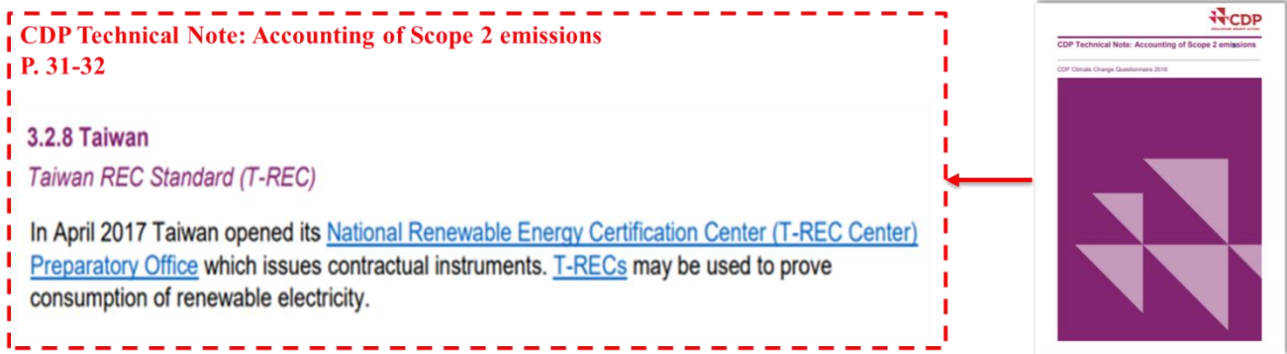 CDP Technical Note: Accounting of Scope 2 emissions
P. 31-32
3.2.8 Taiwan
Taiwan REC Standard (T-REC)
In April 2017 Taiwan opened its National Renewable Energy Certification Center (T-REC Center)
Preparatory Office which issues contractual instruments. T-RECs may be used to prove
consumption of renewable electricity.
CDP
DISCLOSURE INSIGHT ACTION
CDP Technical Note: Accounting of Scope 2 emissions
CDP Climate Change Questionnaire 2018